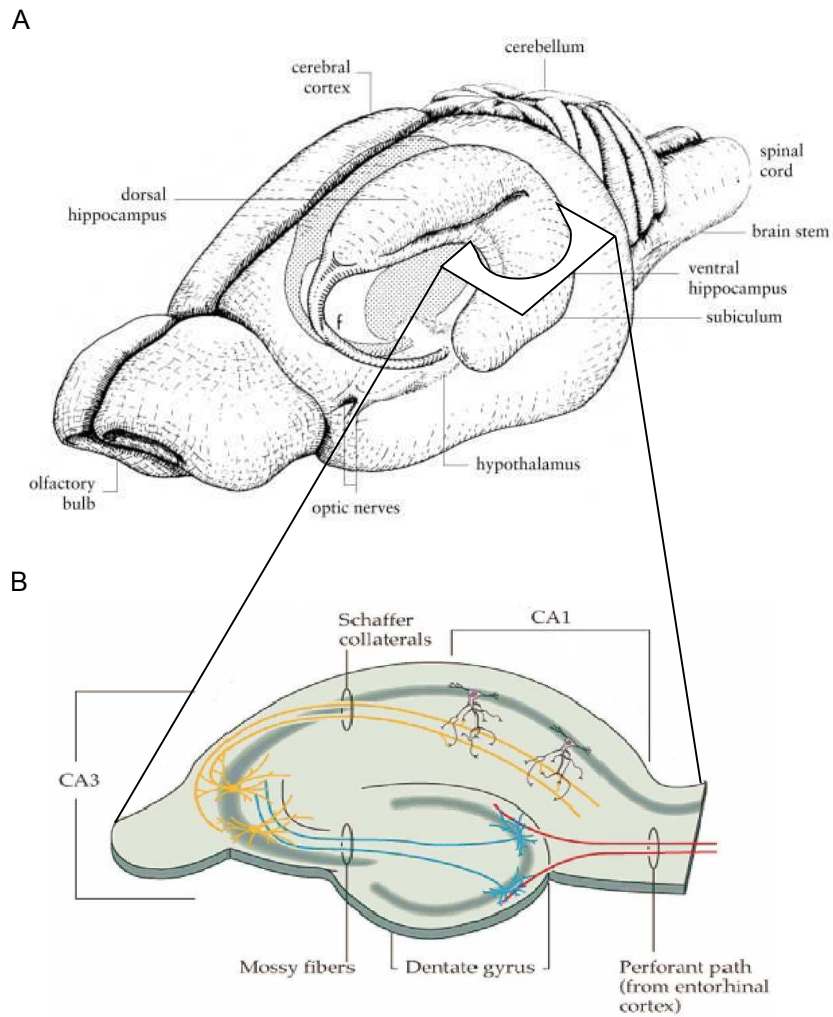 A
cerebellum
cerebral
cortex
spinal
cord
dorsal
hippocampus
brain stem
ventral
hippocampus
subiculum
f
hypothalamus
olfactory
bulb
optic nerves
B
Schaffer
collaterals
CA1
CA3
Mossy fibers
Dentate gyrus
Perforant path
(from entorhinal
cortex)